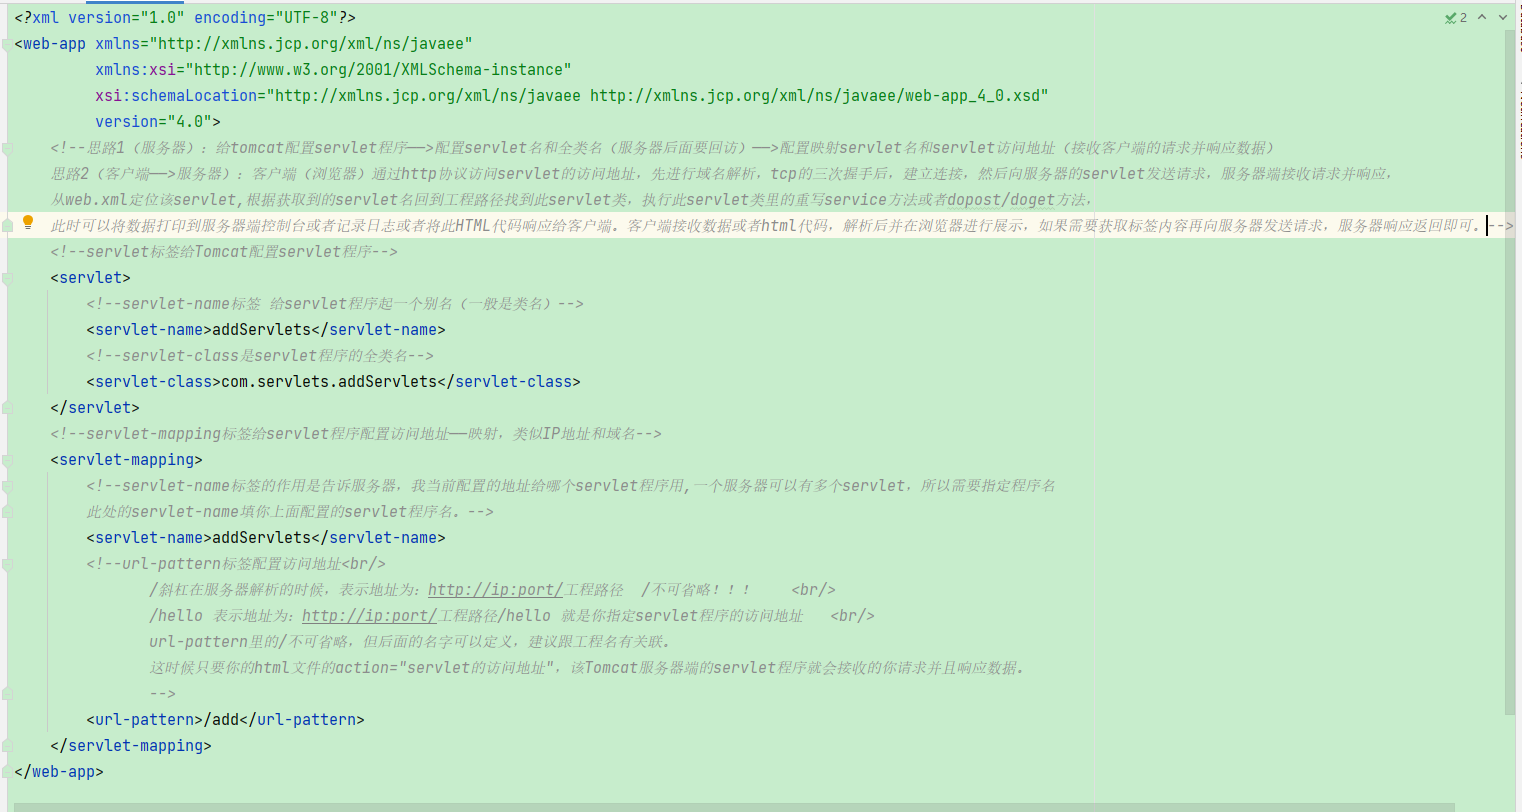 <?xml version="1.0" encoding="UTF-8"?>
2
<web-app xmlns="http://xmlns.jcp.org/xml/ns/javaee"
xmlns:xsi="http://www.w3.org/2001/XMLSchema-instance"
xsi:schemaLocation="http://xmlns.jcp.org/xml/ns/javaee http://xmlns.jcp.org/xml/ns/javaee/web-app_4_0.xsd"
version="4.0">
<!--思路1（服务器）：给tomcat配置servlet程序——>配置servlet名和全类名（服务器后面要回访）——>配置映射servlet名和servlet访问地址（接收客户端的请求并响应数据）
思路2（客户端——>服务器）：客户端（浏览器）通过http协议访问servlet的访问地址，先进行域名解析，tcp的三次握手后，建立连接，然后向服务器的servlet发送请求，服务器端接收请求并响应，
从web.xml定位该servlet,根据获取到的servlet名回到工程路径找到此servlet类，执行此servlet类里的重写service方法或者dopost/doget方法，
此时可以将数据打印到服务器端控制台或者记录日志或者将此HTML代码响应给客户端。客户端接收数据或者html代码，解析后并在浏览器进行展示，如果需要获取标签内容再向服务器发送请求，服务器响应返回即可。-->
<!--servlet标签给Tomcat配置servlet程序-->
<servlet>
<!--servlet-name标签 给servlet程序起一个别名（一般是类名）-->
<servlet-name>addServlets</servlet-name>
<!--servlet-class是servlet程序的全类名-->
<servlet-class>com.servlets.addServlets</servlet-class>
</servlet>
<!--servlet-mapping标签给servlet程序配置访问地址——映射，类似IP地址和域名-->
<servlet-mapping>
<!--servlet-name标签的作用是告诉服务器，我当前配置的地址给哪个servlet程序用,一个服务器可以有多个servlet，所以需要指定程序名
此处的servlet-name填你上面配置的servlet程序名。-->
<servlet-name>addServlets</servlet-name>
<!--url-pattern标签配置访问地址<br/>
/斜杠在服务器解析的时候，表示地址为：http://ip:port/工程路径 /不可省略！！！ <br/>
/hello 表示地址为：http://ip:port/工程路径/hello 就是你指定servlet程序的访问地址 <br/>
url-pattern里的/不可省略，但后面的名字可以定义，建议跟工程名有关联.
这时候只要你的html文件的action="servlet的访问地址"，该Tomcat服务器端的servlet程序就会接收的你请求并且响应数据.
-->
<url-pattern>/add</url-pattern>
</servlet-mapping>
</web-app>